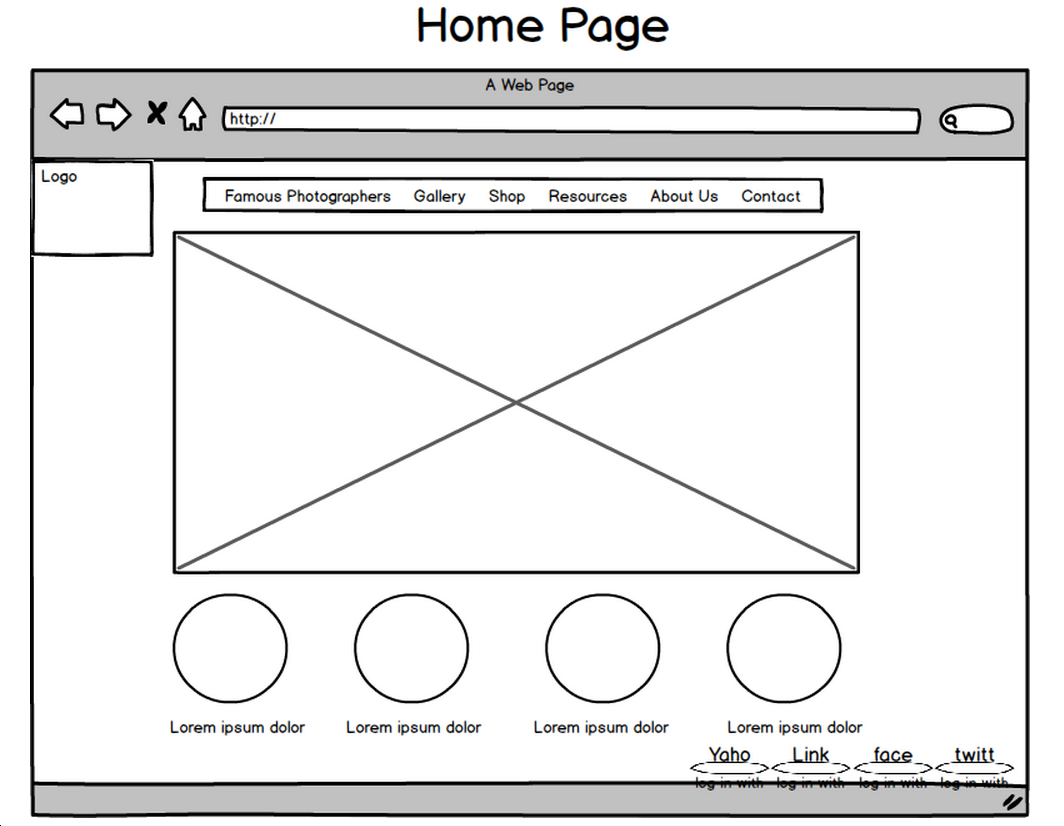 Home Page
A Web Page
http://
Logo
Famous Photographers Gallery Shop Resources About Us Contact
Lorem ipsum dolor Lorem ipsum dolor Lorem ipsum dolor Lorem ipsum dolor
Yaho Link face twitt
log in with log in with log in with log in with